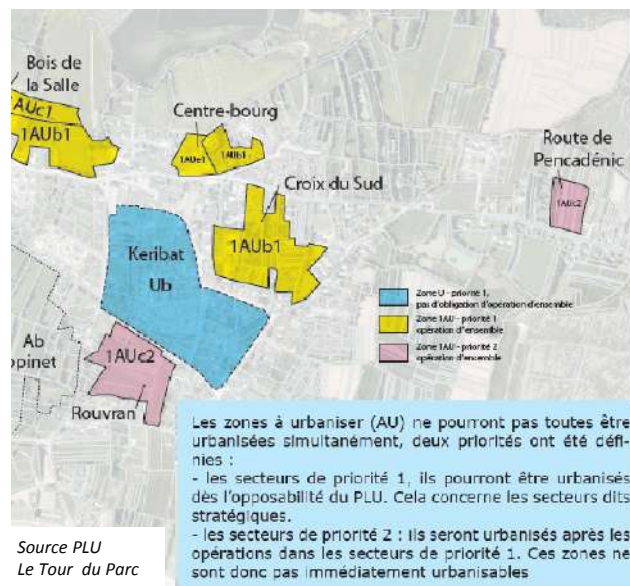 Bois de
la Salle
AUc1
1AUb1
Centre-bourg
1AUe1
1AUb1
Route de
Pencadénic
1AUc2
Croix du Sud
1AUb1
Keribat
Ub
Zone U - priorité 1,
pas d'obligation d'opération d'ensemble
Zone 1AU - priorité 1
opération d'ensemble
Zone 1AU - priorité 2
opération d'ensemble
Ab
opinet
1AUc2
Rouvran
Les zones à urbaniser (AU) ne pourront pas toutes être
urbanisées simultanément, deux priorités ont été défi-
nies :
- les secteurs de priorité 1, ils pourront être urbanisés
dès l'opposabilité du PLU. Cela concerne les secteurs dits
stratégiques.
- les secteurs de priorité 2 : ils seront urbanisés après les
opérations dans les secteurs de priorité 1. Ces zones ne
sont donc pas immédiatement urbanisables
Source PLU
Le Tour du Parc